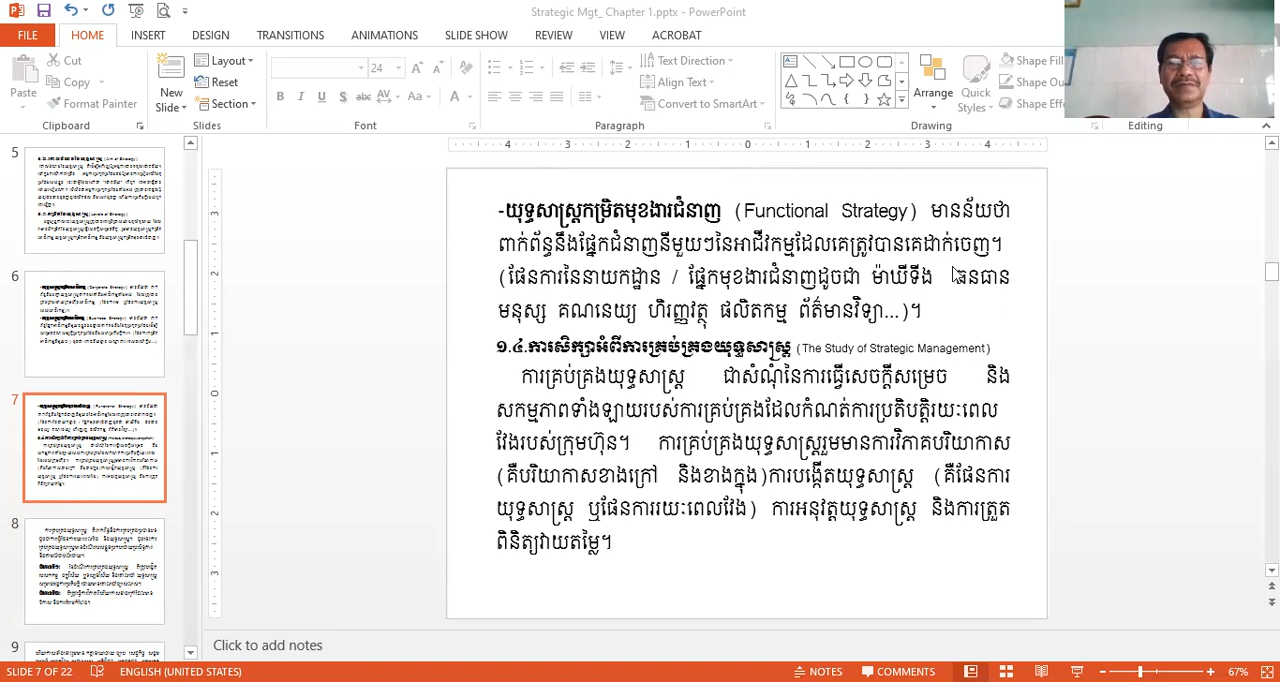 Strategic Mgt_ Chapter 1.pptx - PowerPoint
FILE HOME INSERT DESIGN TRANSITIONS ANIMATIONS SLIDE SHOW REVIEW VIEW ACROBAT
Paste Cut Copy Format Painter
Clipboard
New Slide Layout Reset Section
Slides
24
B I U S abc AV Aa A
Font
Text Direction Align Text Convert to SmartArt
Paragraph
Arrange Quick Styles Shape Fill Shape Ou Shape Effe
Drawing
Editing
5
6
7
8
9
-យុទ្ធសាស្ត្រកម្រិតមុខងារជំនាញ (Functional Strategy) មានន័យថា
ពាក់ព័ន្ធនឹងផ្នែកជំនាញនីមួយៗនៃអាជីវកម្មដែលគេត្រូវបានគេដាក់ចេញ។
(ផែនការនៃនាយកដ្ឋាន / ផ្នែកមុខងារជំនាញដូចជា ម៉ាឃីទីង ធនធាន
មនុស្ស គណនេយ្យ ហិរញ្ញវត្ថុ ផលិតកម្ម ព័ត៌មានវិទ្យា...)។
១.៤.ការសិក្សាអំពីការគ្រប់គ្រងយុទ្ធសាស្ត្រ (The Study of Strategic Management)
ការគ្រប់គ្រងយុទ្ធសាស្ត្រ ជាសំណុំនៃការធ្វើសេចក្តីសម្រេច និង
សកម្មភាពទាំងឡាយរបស់ការគ្រប់គ្រងដែលកំណត់ការប្រតិបត្តិរយៈពេល
វែងរបស់ក្រុមហ៊ុន។ ការគ្រប់គ្រងយុទ្ធសាស្ត្ររួមមានការវិភាគបរិយាកាស
(គឺបរិយាកាសខាងក្រៅ និងខាងក្នុង)ការបង្កើតយុទ្ធសាស្ត្រ (គឺផែនការ
យុទ្ធសាស្ត្រ ឬផែនការរយៈពេលវែង) ការអនុវត្តយុទ្ធសាស្ត្រ និងការត្រួត
ពិនិត្យវាយតម្លៃ។
Click to add notes
SLIDE 7 OF 22 ENGLISH (UNITED STATES) NOTES COMMENTS 67%